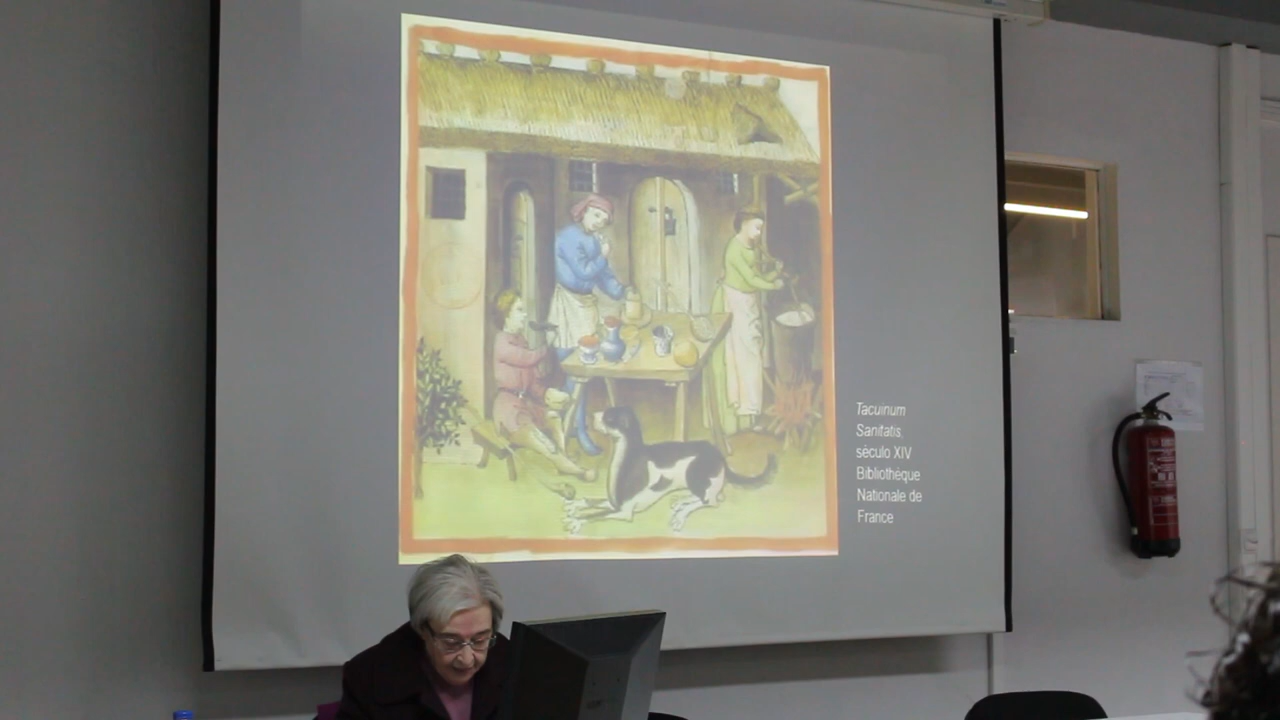 Tacuinum
Sanitatis,
século XIV
Bibliothèque
Nationale de
France